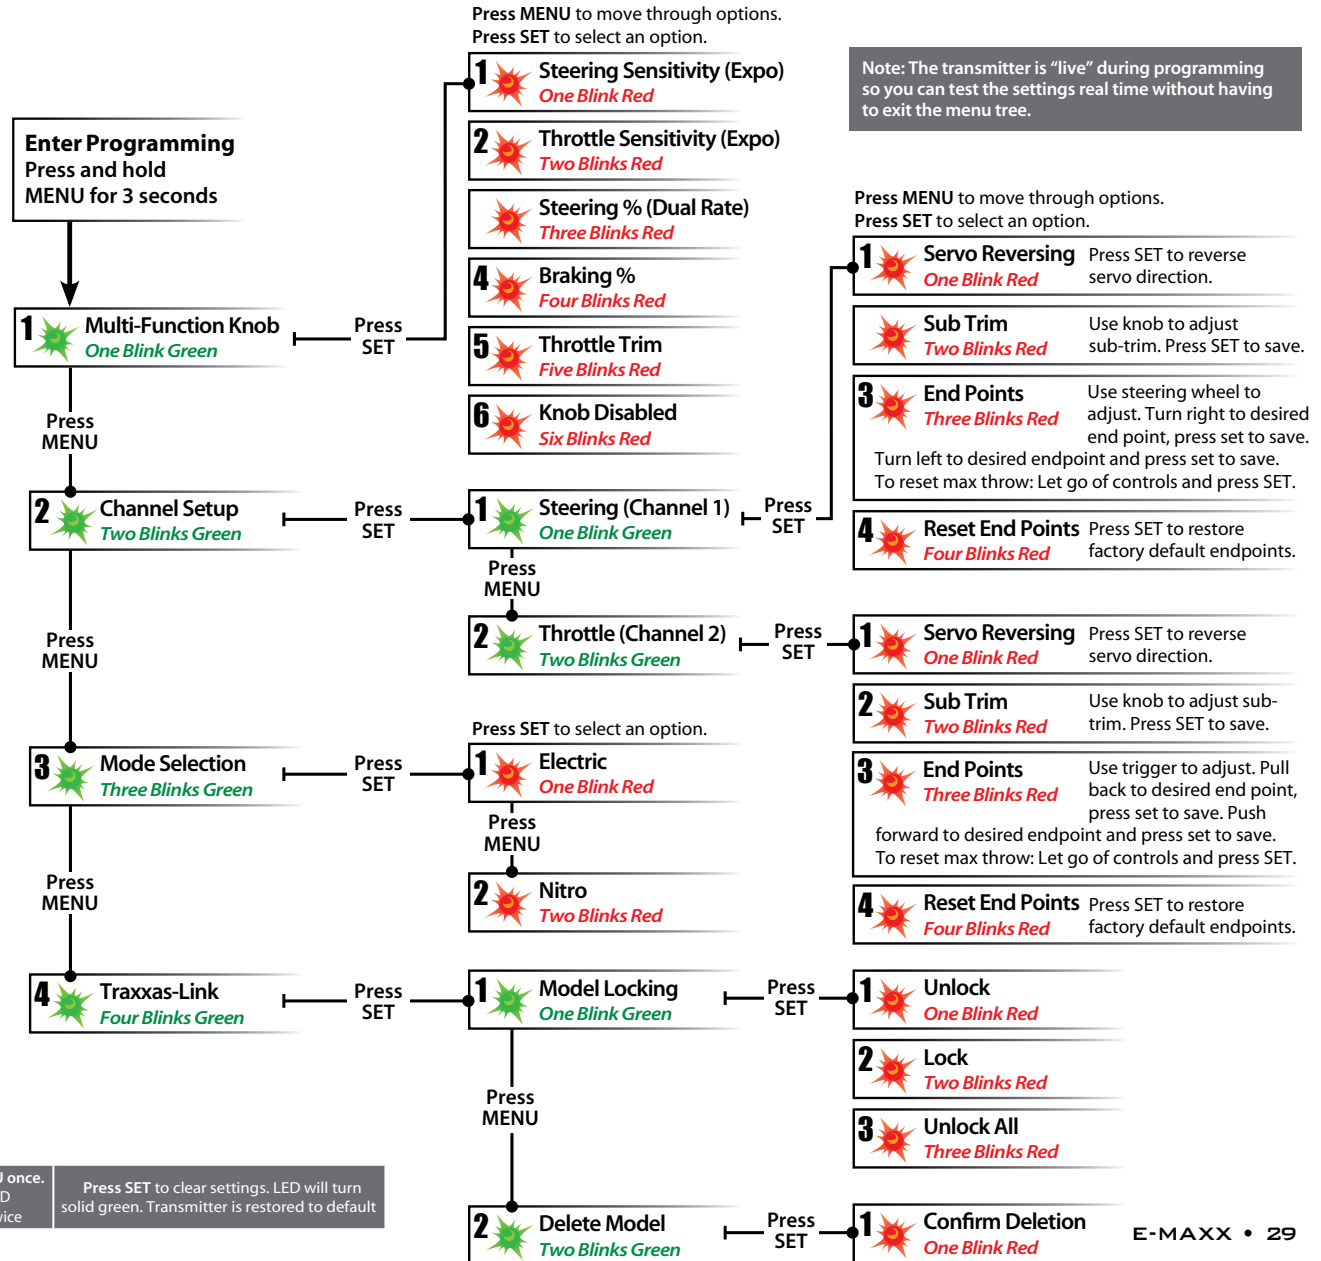 Press MENU to move through options.
Press SET to select an option.
Note: The transmitter is “live” during programming
so you can test the settings real time without having
to exit the menu tree.
Enter Programming
Press and hold
MENU for 3 seconds
1 Multi-Function Knob
One Blink Green
Press
SET
1 Steering Sensitivity (Expo)
One Blink Red
2 Throttle Sensitivity (Expo)
Two Blinks Red
Steering % (Dual Rate)
Three Blinks Red
4 Braking %
Four Blinks Red
5 Throttle Trim
Five Blinks Red
6 Knob Disabled
Six Blinks Red
Press
MENU
2 Channel Setup
Two Blinks Green
Press
SET
1 Steering (Channel 1)
One Blink Green
Press
SET
Press MENU to move through options.
Press SET to select an option.
1 Servo Reversing
One Blink Red
Press SET to reverse
servo direction.
Sub Trim
Two Blinks Red
Use knob to adjust
sub-trim. Press SET to save.
3 End Points
Three Blinks Red
Use steering wheel to
adjust. Turn right to desired
end point, press set to save.
Turn left to desired endpoint and press set to save.
To reset max throw: Let go of controls and press SET.
4 Reset End Points
Four Blinks Red
Press SET to restore
factory default endpoints.
Press
MENU
2 Throttle (Channel 2)
Two Blinks Green
Press
SET
1 Servo Reversing
One Blink Red
Press SET to reverse
servo direction.
2 Sub Trim
Two Blinks Red
Use knob to adjust sub-
trim. Press SET to save.
3 End Points
Three Blinks Red
Use trigger to adjust. Pull
back to desired end point,
press set to save. Push
forward to desired endpoint and press set to save.
To reset max throw: Let go of controls and press SET.
4 Reset End Points
Four Blinks Red
Press SET to restore
factory default endpoints.
Press
MENU
3 Mode Selection
Three Blinks Green
Press
SET
Press SET to select an option.
1 Electric
One Blink Red
Press
MENU
2 Nitro
Two Blinks Red
Press
MENU
4 Traxxas-Link
Four Blinks Green
Press
SET
1 Model Locking
One Blink Green
Press
SET
1 Unlock
One Blink Red
2 Lock
Two Blinks Red
3 Unlock All
Three Blinks Red
Press
MENU
2 Delete Model
Two Blinks Green
Press
SET
1 Confirm Deletion
One Blink Red
once.
Press SET to clear settings. LED will turn
solid green. Transmitter is restored to default
E-MAXX • 29